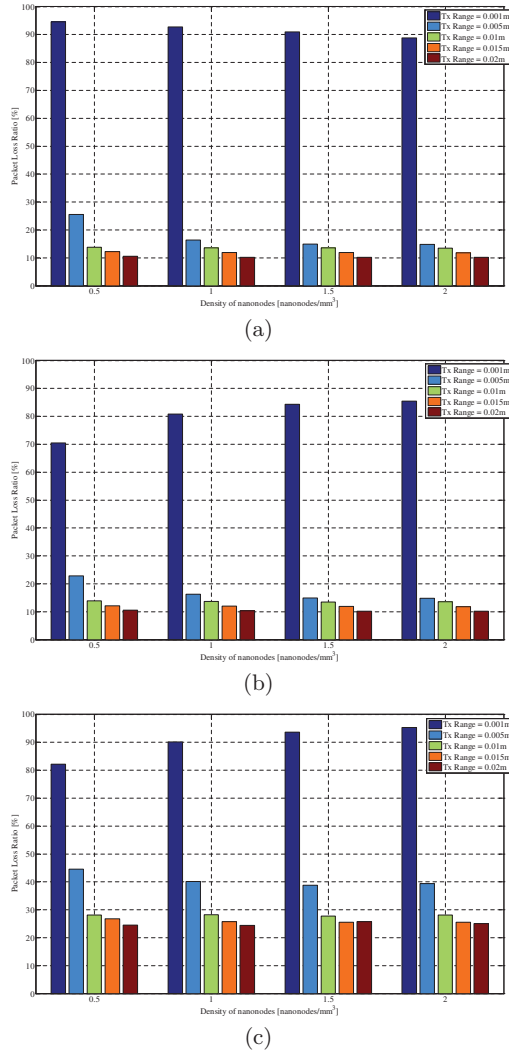 100
90
80
70
60
50
40
30
20
10
0
Packet Loss Ratio [%]
Tx Range = 0.001m
Tx Range = 0.005m
Tx Range = 0.01m
Tx Range = 0.015m
Tx Range = 0.02m
0.5 1 1.5 2
Density of nanonodes [nanonodes/mm³]
(a)
100
90
80
70
60
50
40
30
20
10
0
Packet Loss Ratio [%]
Tx Range = 0.001m
Tx Range = 0.005m
Tx Range = 0.01m
Tx Range = 0.015m
Tx Range = 0.02m
0.5 1 1.5 2
Density of nanonodes [nanonodes/mm³]
(b)
100
90
80
70
60
50
40
30
20
10
0
Packet Loss Ratio [%]
Tx Range = 0.001m
Tx Range = 0.005m
Tx Range = 0.01m
Tx Range = 0.015m
Tx Range = 0.02m
0.5 1 1.5 2
Density of nanonodes [nanonodes/mm³]
(c)